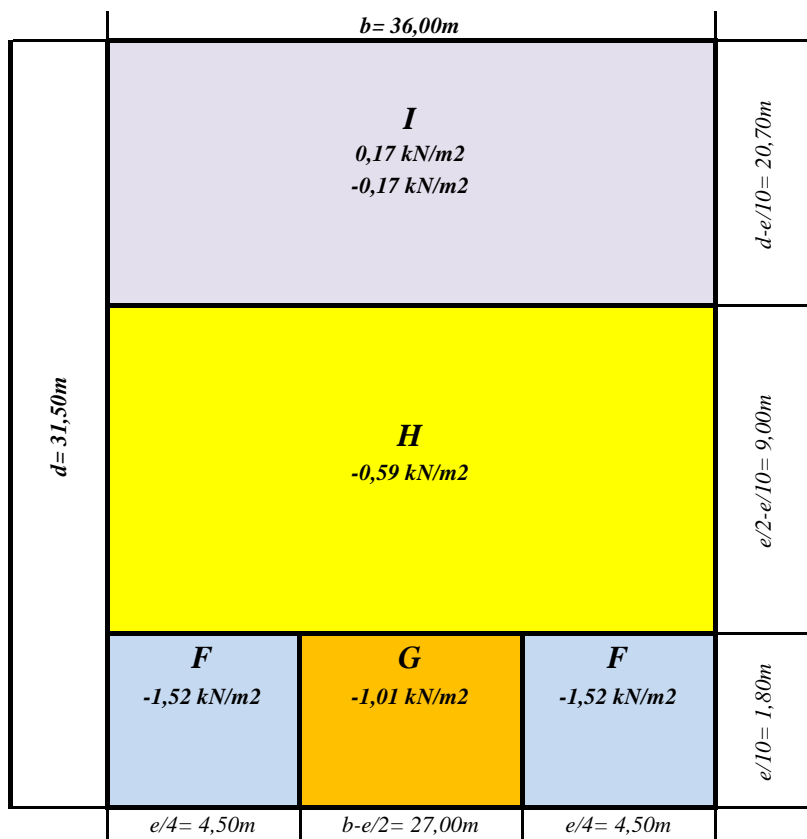 b= 36,00m
I
0,17 kN/m2
-0,17 kN/m2
d-e/10= 20,70m
d= 31,50m
H
-0,59 kN/m2
e/2-e/10= 9,00m
F
-1,52 kN/m2
G
-1,01 kN/m2
F
-1,52 kN/m2
e/10= 1,80m
e/4= 4,50m
b-e/2= 27,00m
e/4= 4,50m